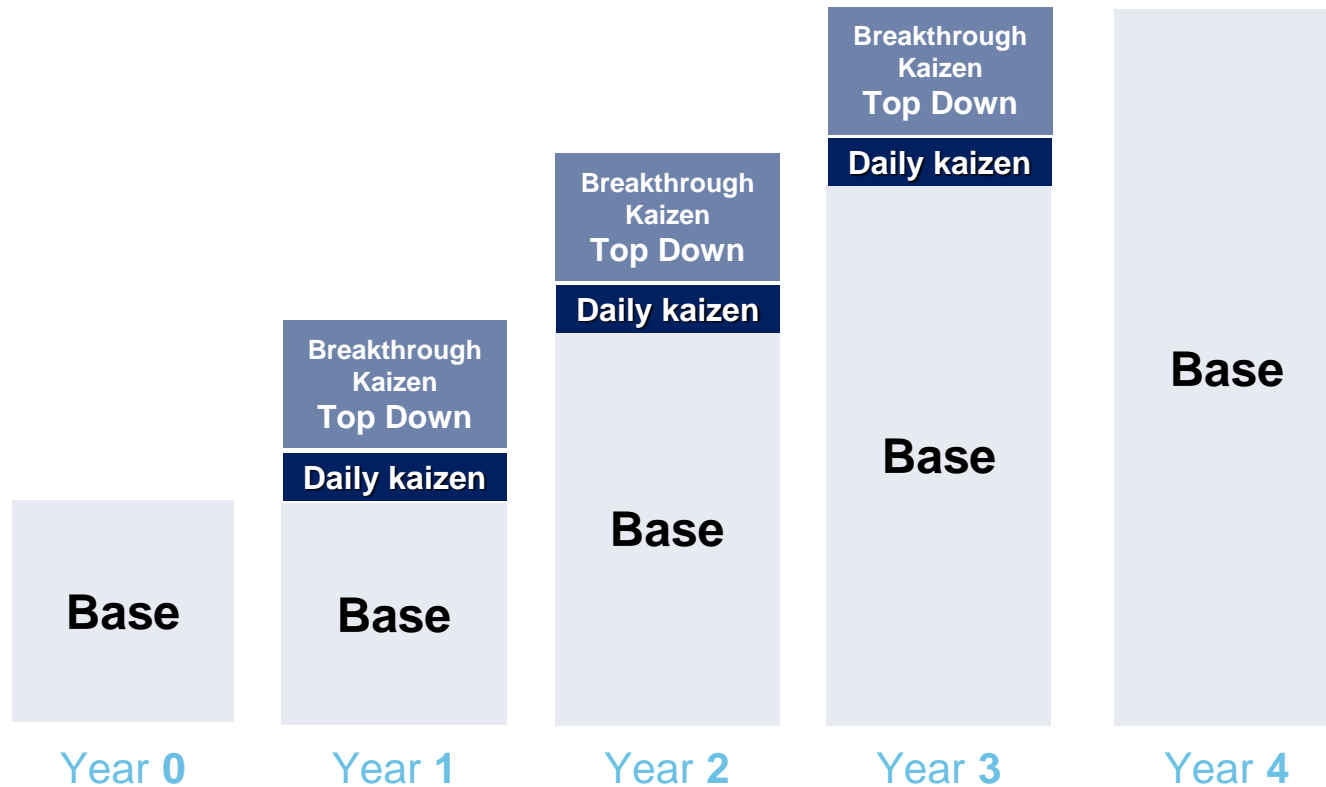 Base
Year 0
Breakthrough
Kaizen
Top Down
Daily kaizen
Base
Year 1
Breakthrough
Kaizen
Top Down
Daily kaizen
Base
Year 2
Breakthrough
Kaizen
Top Down
Daily kaizen
Base
Year 3
Base
Year 4